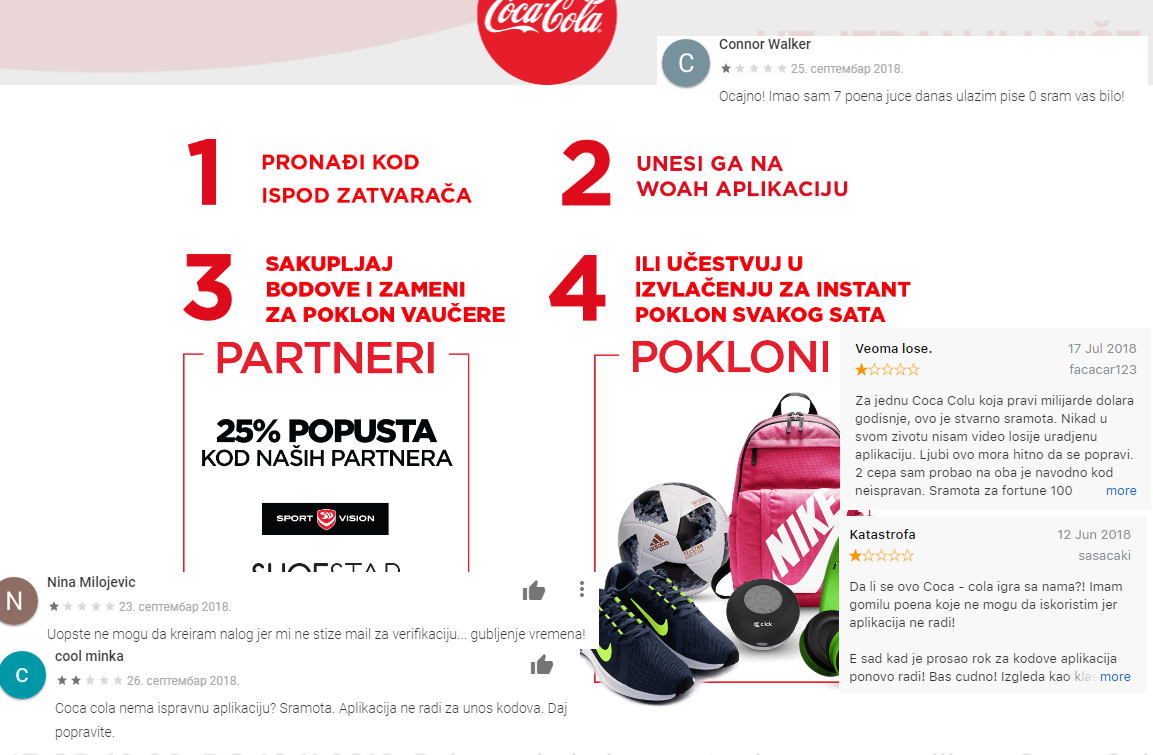 Coca-Cola
C
Connor Walker
25. септембар 2018.
Ocajno! Imao sam 7 poena juce danas ulazim pise 0 sram vas bilo!
1
PRONAĐI KOD
ISPOD ZATVARAČA
2
UNESI GA NA
WOAH APLIKACIJU
3
SAKUPLJAJ
BODOVE I ZAMENI
ZA POKLON VAUČERE
4
ILI UČESTVUJ U
IZVLAČENJU ZA INSTANT
POKLON SVAKOG SATA
PARTNERI
25% POPUSTA
KOD NAŠIH PARTNERA
SPORT VISION
SHOESTAR
POKLONI
adidas
NIKE
click
Veoma lose.
17 Jul 2018
facacar123
Za jednu Coca Colu koja pravi milijarde dolara
godisnje, ovo je stvarno sramota. Nikad u
svom zivotu nisam video losije uradjenu
aplikaciju. Ljubi ovo mora hitno da se popravi.
2 cepa sam probao na oba je navodno kod
neispravan. Sramota za fortune 100 more
Katastrofa
12 Jun 2018
sasacaki
Da li se ovo Coca - cola igra sa nama?! Imam
gomilu poena koje ne mogu da iskoristim jer
aplikacija ne radi!
E sad kad je prosao rok za kodove aplikacija
ponovo radi! Bas cudno! Izgleda kao klas more
N
Nina Milojevic
23. септембар 2018.
Uopste ne mogu da kreiram nalog jer mi ne stize mail za verifikaciju... gubljenje vremena!
C
cool minka
26. септембар 2018.
Coca cola nema ispravnu aplikaciju? Sramota. Aplikacija ne radi za unos kodova. Daj
popravite.